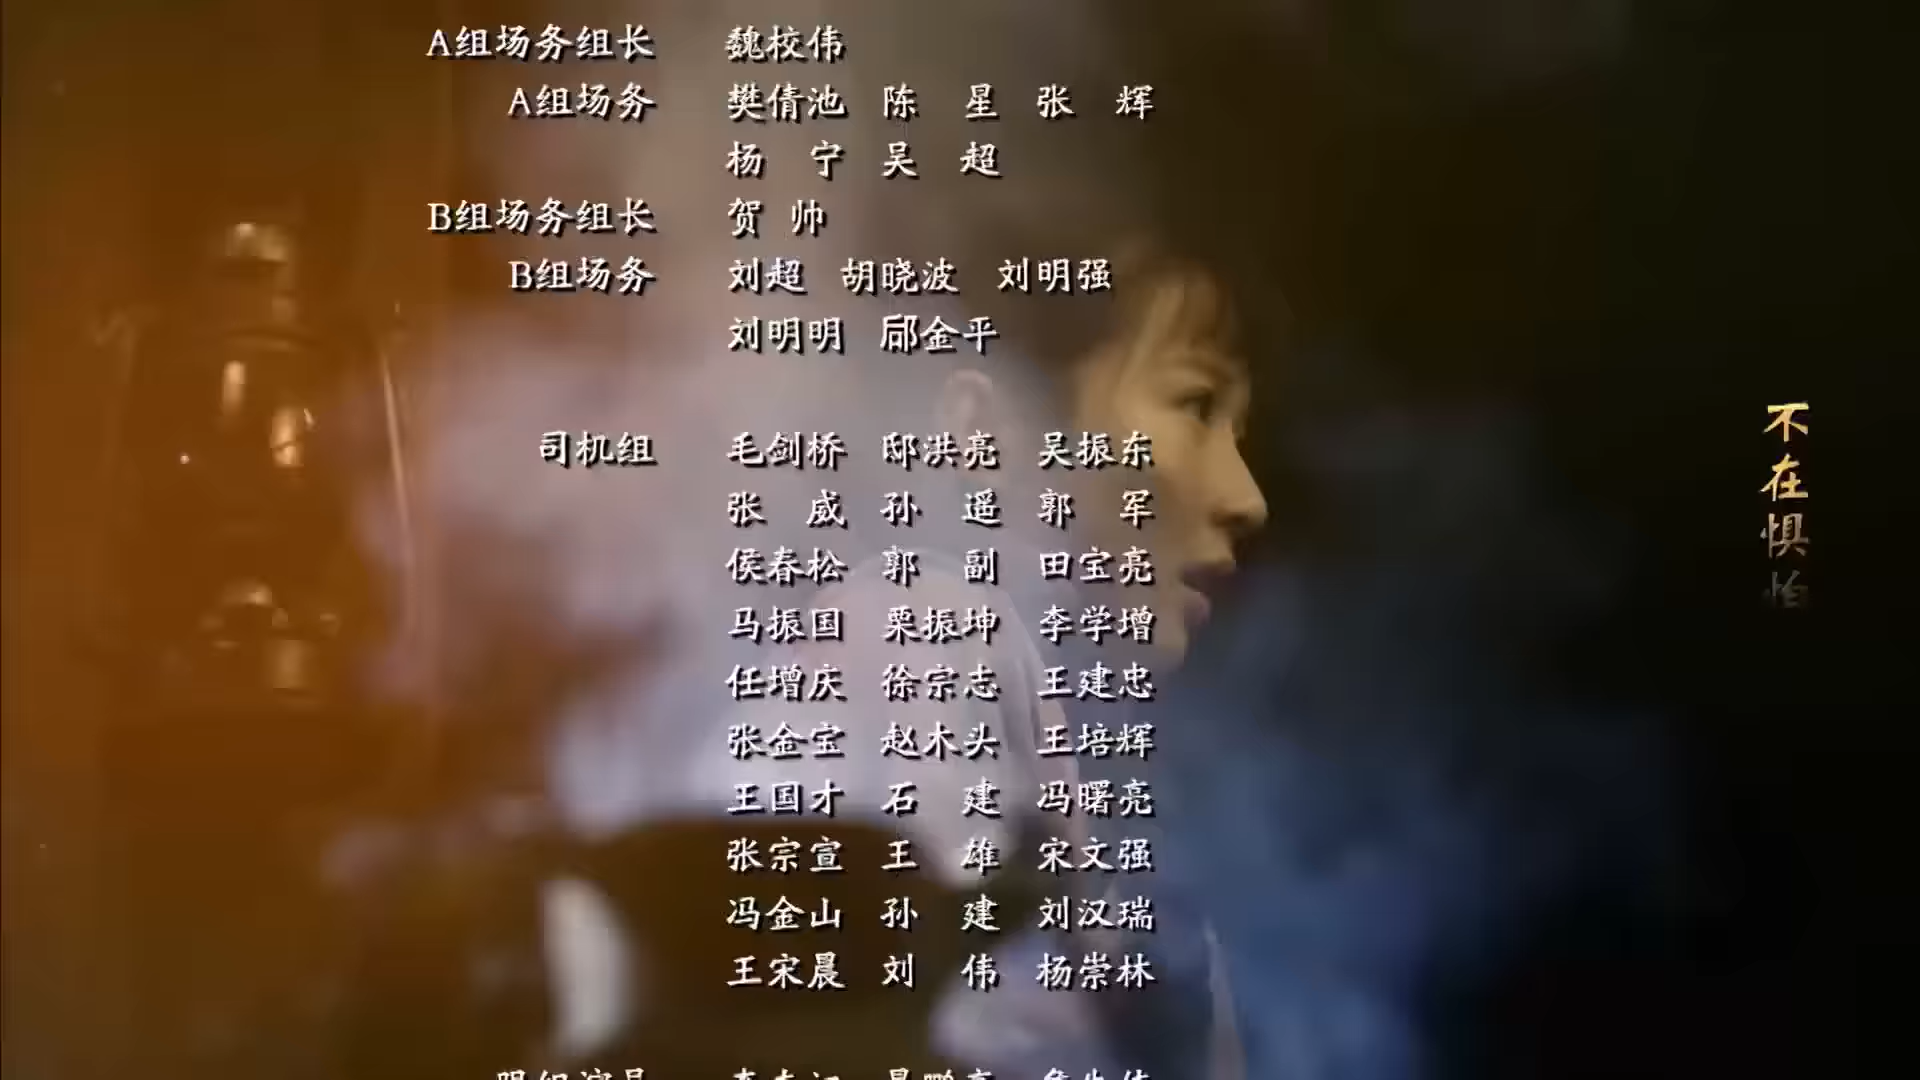 A组场务组长 魏校伟
A组场务 樊倩池 陈 星 张 辉
杨 宁 吴 超
B组场务组长 贺 帅
B组场务 刘超 胡晓波 刘明强
刘明明 邵金平
司机组 毛剑桥 邸洪亮 吴振东
张 威 孙 遥 郭 军
侯春松 郭 副 田宝亮
马振国 栗振坤 李学增
任增庆 徐宗志 王建忠
张金宝 赵木头 王培辉
王国才 石 建 冯曙亮
张宗宣 王 雄 宋文强
冯金山 孙 建 刘汉瑞
王宋晨 刘 伟 杨崇林
跟组演员
不在惧怕